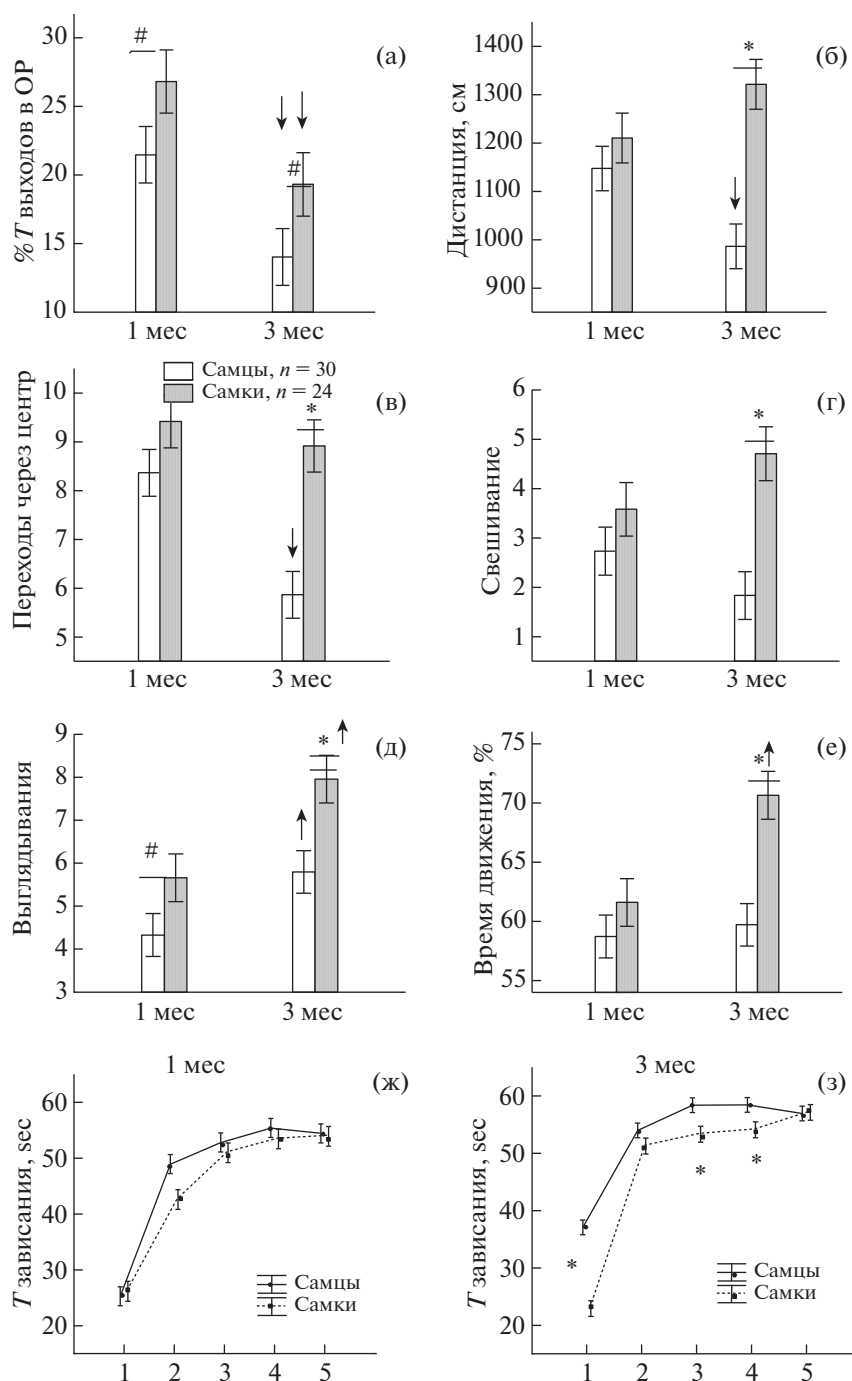 #
(а)
%T выходов в ОР
30
25
20
15
10
#
1 мес
3 мес
(б)
Дистанция, см
1400
1300
1200
1100
1000
900
*
1 мес
3 мес
(в)
Переходы через центр
10
9
8
7
6
5
Самцы, n = 30
Самки, n = 24
*
1 мес
3 мес
(г)
Свешивание
6
5
4
3
2
1
*
1 мес
3 мес
(д)
Выглядывания
9
8
7
6
5
4
3
#
*
1 мес
3 мес
(е)
Время движения, %
75
70
65
60
55
*
1 мес
3 мес
1 мес
(ж)
T зависания, sec
60
50
40
30
20
Самцы
Самки
1 2 3 4 5
3 мес
(з)
T зависания, sec
60
50
40
30
20
*
*
*
Самцы
Самки
1 2 3 4 5